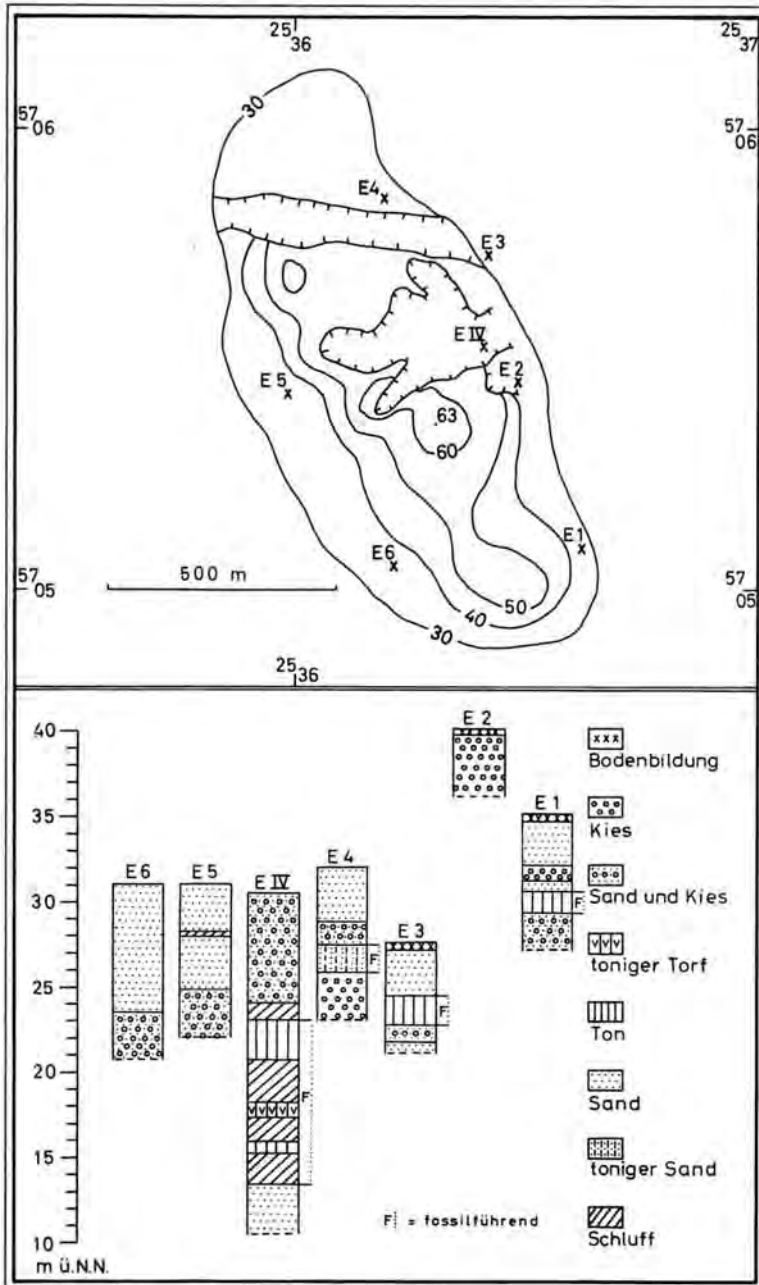 25 36
25 37
57 06
57 06
30
E4
E3
E IV
E5
E2
63
60
E1
E6
500 m
57 05
57 05
50
40
30
25 36
40
35
30
25
20
15
10
m ü.N.N.
E6
E5
E IV
E4
E3
E2
E1
F
F
F
F
F = fossilführend
Bodenbildung
Kies
Sand und Kies
toniger Torf
Ton
Sand
toniger Sand
Schluff